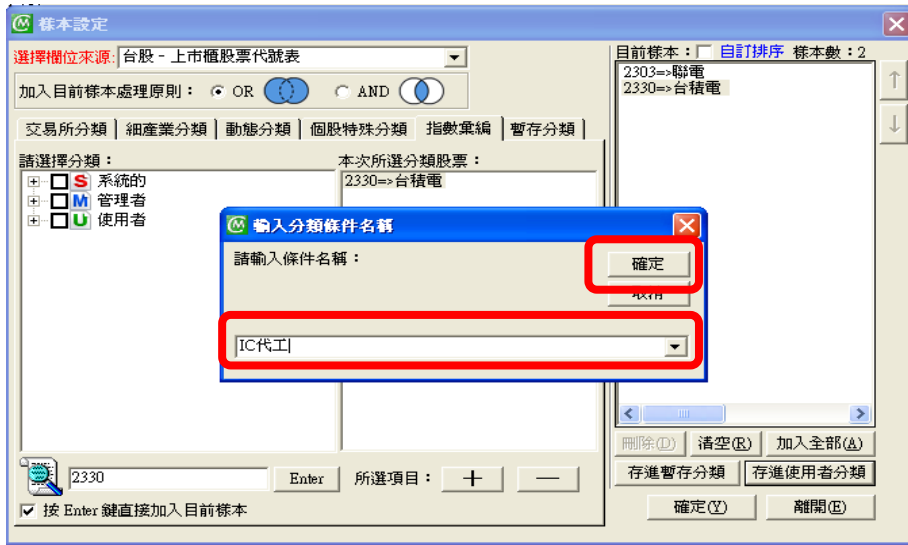 樣本設定
選擇欄位來源: 台股 - 上市櫃股票代號表
加入目前樣本處理原則： OR AND
交易所分類 細產業分類 動態分類 個股特殊分類 指數彙編 暫存分類
請選擇分類：
S 系統的
M 管理者
U 使用者
本次所選分類股票：
2330=>台積電
目前樣本： 自訂排序 樣本數：2
2303=>聯電
2330=>台積電
輸入分類條件名稱
請輸入條件名稱：
確定
取消
IC代工
2330 Enter 所選項目： + —
按 Enter 鍵直接加入目前樣本
刪除(D) 清空(R) 加入全部(A)
存進暫存分類 存進使用者分類
確定(Y) 離開(E)